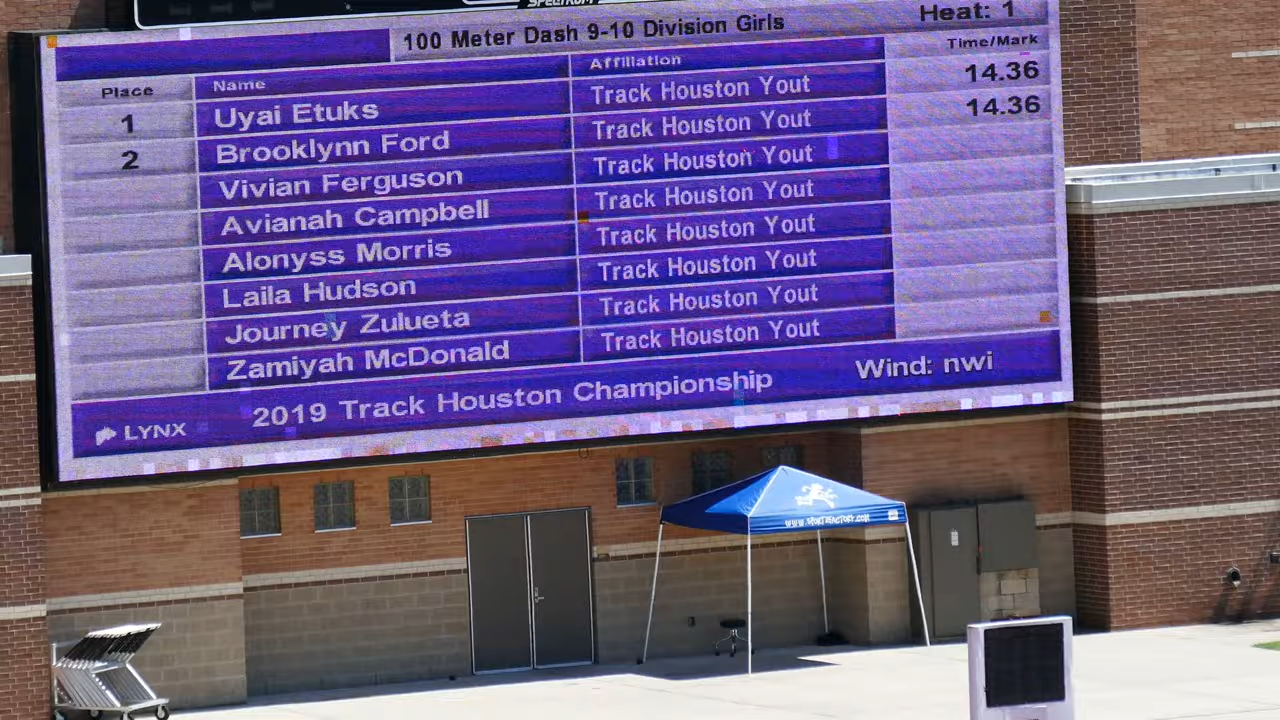 SPECTRUM
100 Meter Dash 9-10 Division Girls Heat: 1
Place Name Affiliation Time/Mark
1 Uyai Etuks Track Houston Yout 14.36
2 Brooklynn Ford Track Houston Yout 14.36
Vivian Ferguson Track Houston Yout
Avianah Campbell Track Houston Yout
Alonyss Morris Track Houston Yout
Laila Hudson Track Houston Yout
Journey Zulueta Track Houston Yout
Zamiyah McDonald Track Houston Yout
LYNX 2019 Track Houston Championship Wind: nwi